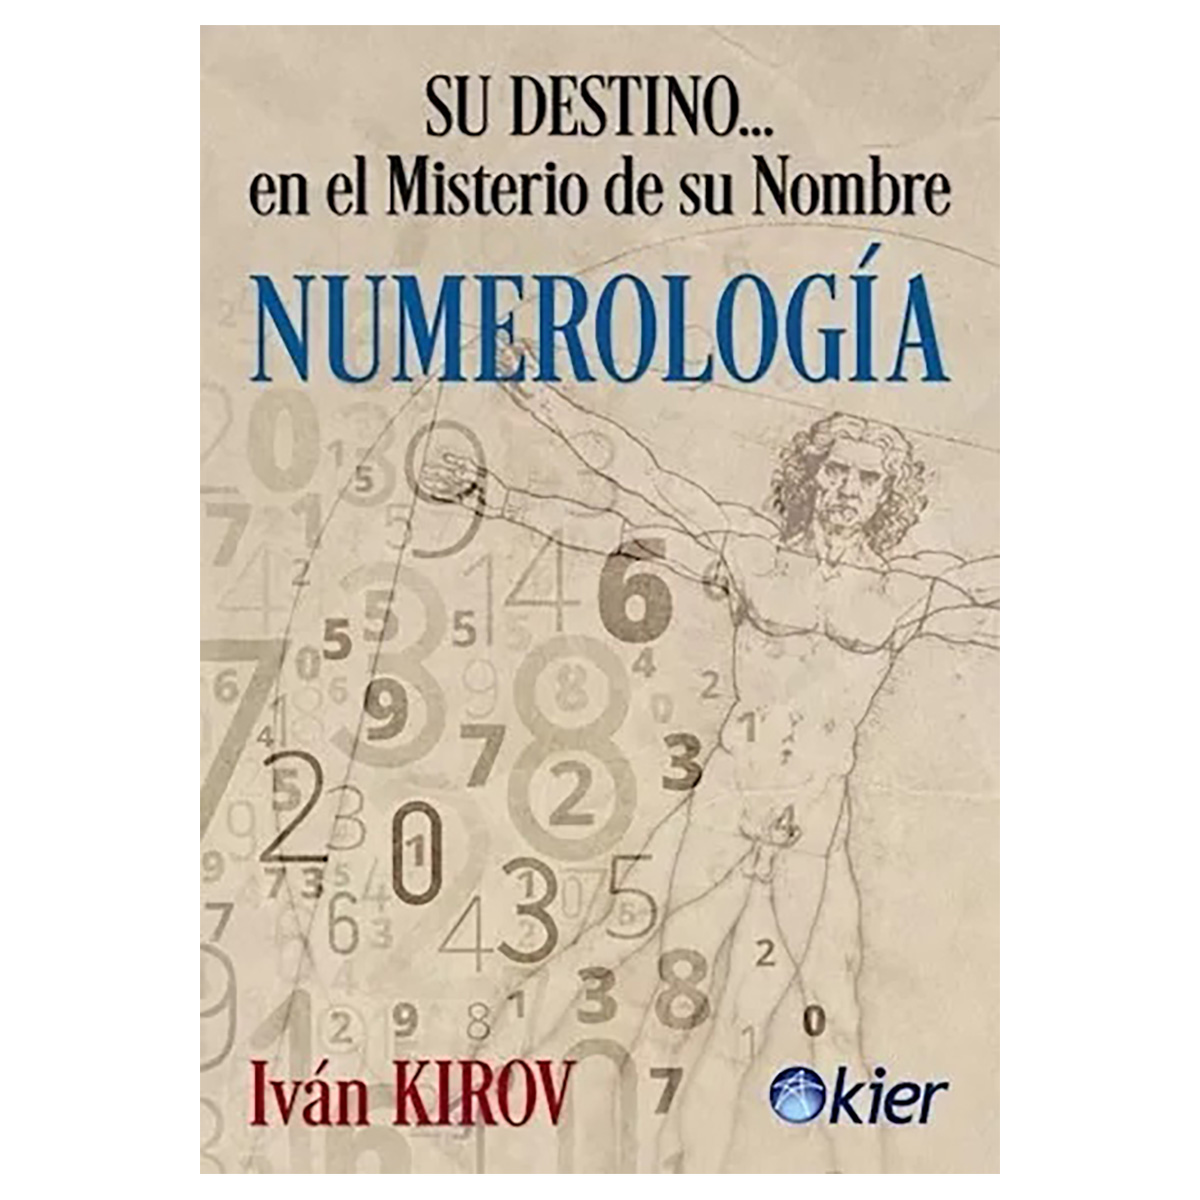 SU DESTINO...
en el Misterio de su Nombre
NUMEROLOGÍA
Iván KIROV
kier